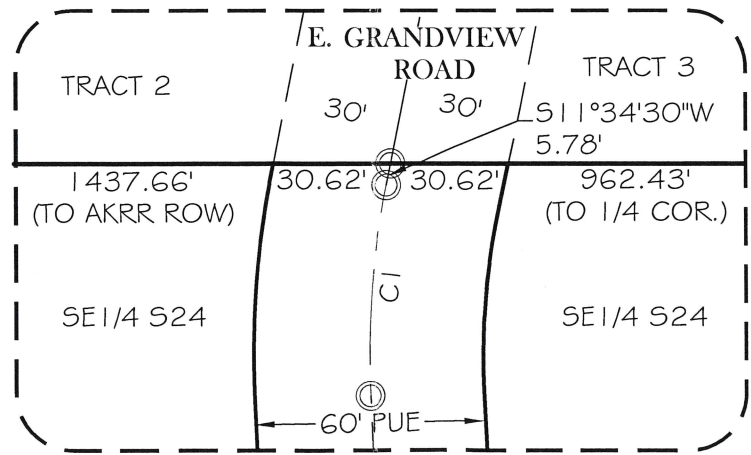 E. GRANDVIEW
ROAD
TRACT 2
TRACT 3
30'
30'
S11°34'30"W
5.78'
1437.66'
(TO AKRR ROW)
30.62'
30.62'
962.43'
(TO 1/4 COR.)
C1
SE1/4 S24
SE1/4 S24
60' PUE